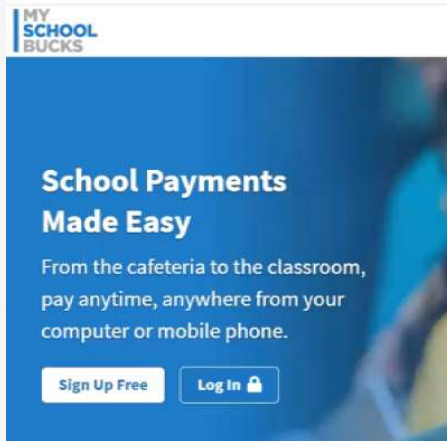 MY
SCHOOL
BUCKS
School Payments
Made Easy
From the cafeteria to the classroom,
pay anytime, anywhere from your
computer or mobile phone.
Sign Up Free
Log In